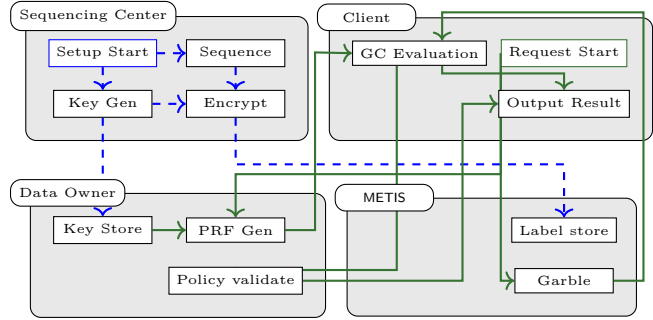 Sequencing Center
Client
Setup Start
Sequence
GC Evaluation
Request Start
Key Gen
Encrypt
Output Result
Data Owner
METIS
Key Store
PRF Gen
Label store
Policy validate
Garble